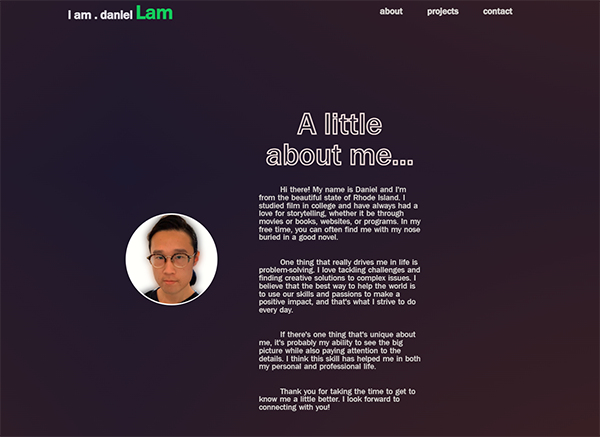 i am . daniel Lam
about projects contact
A little
about me...
Hi there! My name is Daniel and I'm
from the beautiful state of Rhode Island. I
studied film in college and have always had a
love for storytelling, whether it be through
movies or books, websites, or programs. In my
free time, you can often find me with my nose
buried in a good novel.
One thing that really drives me in life is
problem-solving. I love tackling challenges and
finding creative solutions to complex issues. I
believe that the best way to help the world is
to use our skills and passions to make a
positive impact, and that's what I strive to do
every day.
If there's one thing that's unique about
me, it's probably my ability to see the big
picture while also paying attention to the
details. I think this skill has helped me in both
my personal and professional life.
Thank you for taking the time to get to
know me a little better. I look forward to
connecting with you!